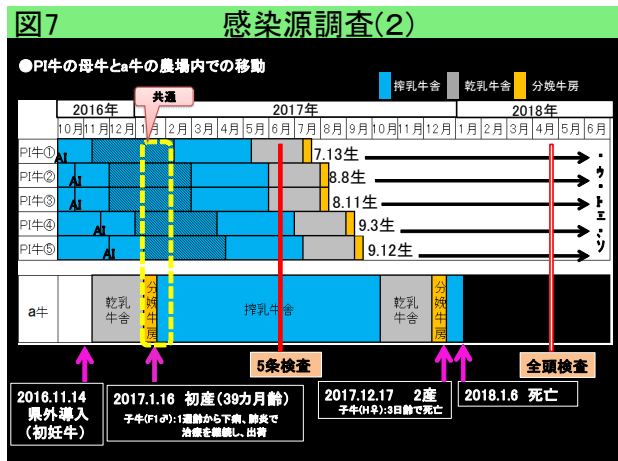 図7
感染源調査(2)
●PI牛の母牛とa牛の農場内での移動
搾乳牛舎 乾乳牛舎 分娩牛房
共通
2016年 2017年 2018年
10月 11月 12月 1月 2月 3月 4月 5月 6月 7月 8月 9月 10月 11月 12月 1月 2月 3月 4月 5月 6月
PI牛① AI 7.13生
PI牛② AI 8.8生
PI牛③ AI 8.11生
PI牛④ AI 9.3生
PI牛⑤ AI 9.12生
a牛 乾乳牛舎 分娩牛房 搾乳牛舎 乾乳牛舎 分娩牛房
5条検査 全頭検査
2016.11.14
県外導入
(初妊牛)
2017.1.16 初産(39カ月齢)
子牛(F1♂):1週齢から下痢、肺炎で
治療を継続し、出荷
2017.12.17 2産
子牛(H♀):3日齢で死亡
2018.1.6 死亡